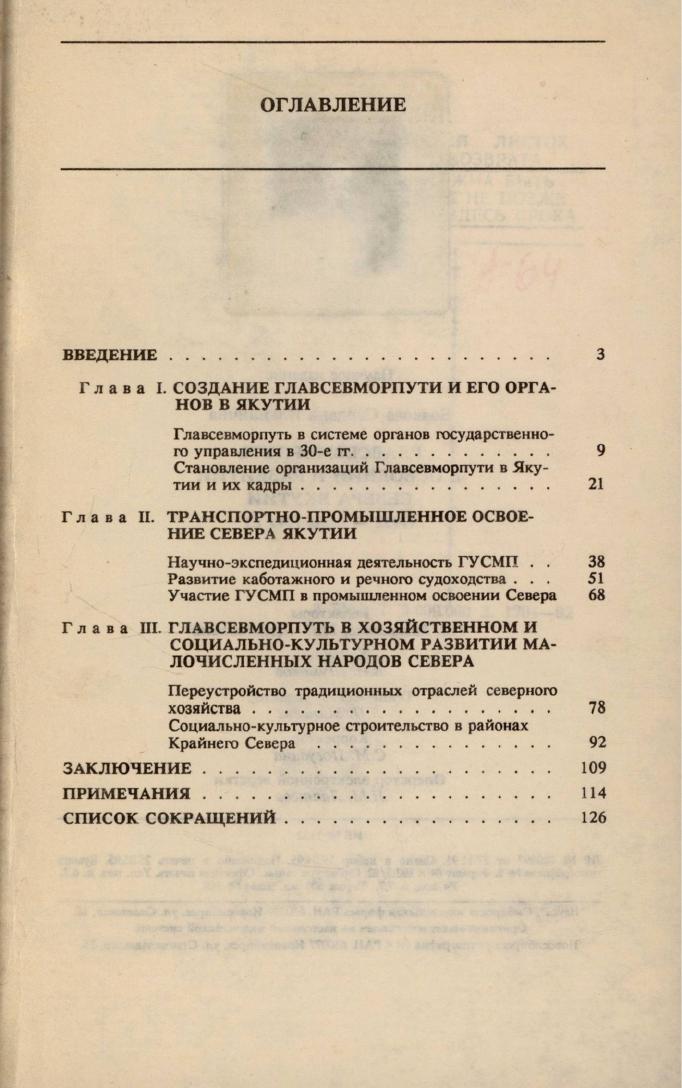 ОГЛАВЛЕНИЕ
ВВЕДЕНИЕ . . . . . . . . . . . . . . . . . . . . . . . . 3
Глава I. СОЗДАНИЕ ГЛАВСЕВМОРПУТИ И ЕГО ОРГА-
НОВ В ЯКУТИИ
Главсевморпуть в системе органов государственно-
го управления в 30-е гг. . . . . . . . . . . . . . 9
Становление организаций Главсевморпути в Яку-
тии и их кадры . . . . . . . . . . . . . . . . 21
Глава II. ТРАНСПОРТНО-ПРОМЫШЛЕННОЕ ОСВОЕ-
НИЕ СЕВЕРА ЯКУТИИ
Научно-экспедиционная деятельность ГУСМП . . 38
Развитие каботажного и речного судоходства . . . 51
Участие ГУСМП в промышленном освоении Севера 68
Глава III. ГЛАВСЕВМОРПУТЬ В ХОЗЯЙСТВЕННОМ И
СОЦИАЛЬНО-КУЛЬТУРНОМ РАЗВИТИИ МА-
ЛОЧИСЛЕННЫХ НАРОДОВ СЕВЕРА
Переустройство традиционных отраслей северного
хозяйства . . . . . . . . . . . . . . . . . . . 78
Социально-культурное строительство в районах
Крайнего Севера . . . . . . . . . . . . . . . 92
ЗАКЛЮЧЕНИЕ . . . . . . . . . . . . . . . . . . . . . . 109
ПРИМЕЧАНИЯ . . . . . . . . . . . . . . . . . . . . . . 114
СПИСОК СОКРАЩЕНИЙ . . . . . . . . . . . . . . . . . 126